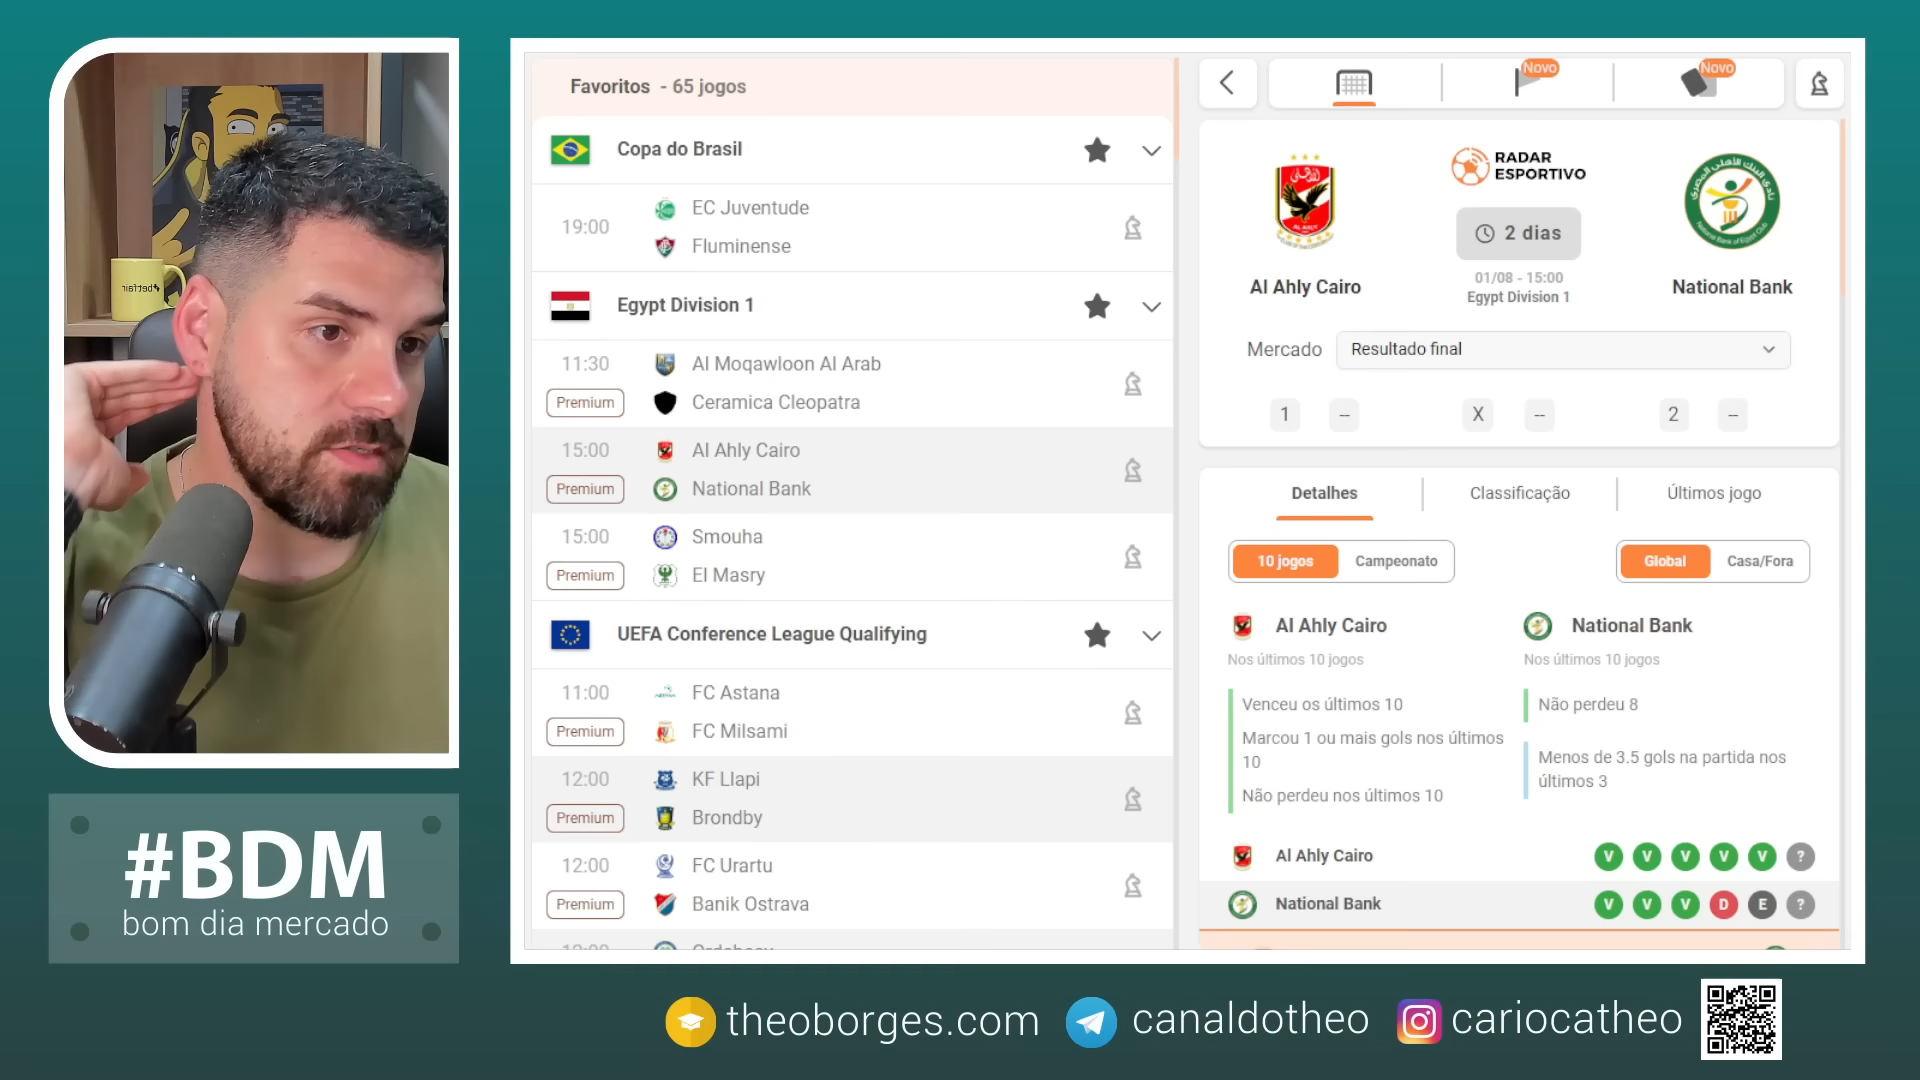 #betfair
#BDM
bom dia mercado
Favoritos - 65 jogos
Copa do Brasil
19:00
EC Juventude
Fluminense
Egypt Division 1
11:30
Premium
Al Moqawloon Al Arab
Ceramica Cleopatra
15:00
Premium
Al Ahly Cairo
National Bank
15:00
Premium
Smouha
El Masry
UEFA Conference League Qualifying
11:00
Premium
FC Astana
FC Milsami
12:00
Premium
KF Llapi
Brondby
12:00
Premium
FC Urartu
Banik Ostrava
Novo
Novo
RADAR
ESPORTIVO
2 dias
01/08 - 15:00
Egypt Division 1
Al Ahly Cairo
National Bank
Mercado
Resultado final
1 -- X -- 2 --
Detalhes
Classificação
Últimos jogo
10 jogos
Campeonato
Global
Casa/Fora
Al Ahly Cairo
Nos últimos 10 jogos
Venceu os últimos 10
Marcou 1 ou mais gols nos últimos
10
Não perdeu nos últimos 10
National Bank
Nos últimos 10 jogos
Não perdeu 8
Menos de 3.5 gols na partida nos
últimos 3
Al Ahly Cairo V V V V V ?
National Bank V V V D E ?
theoborges.com
canaldotheo
cariocatheo